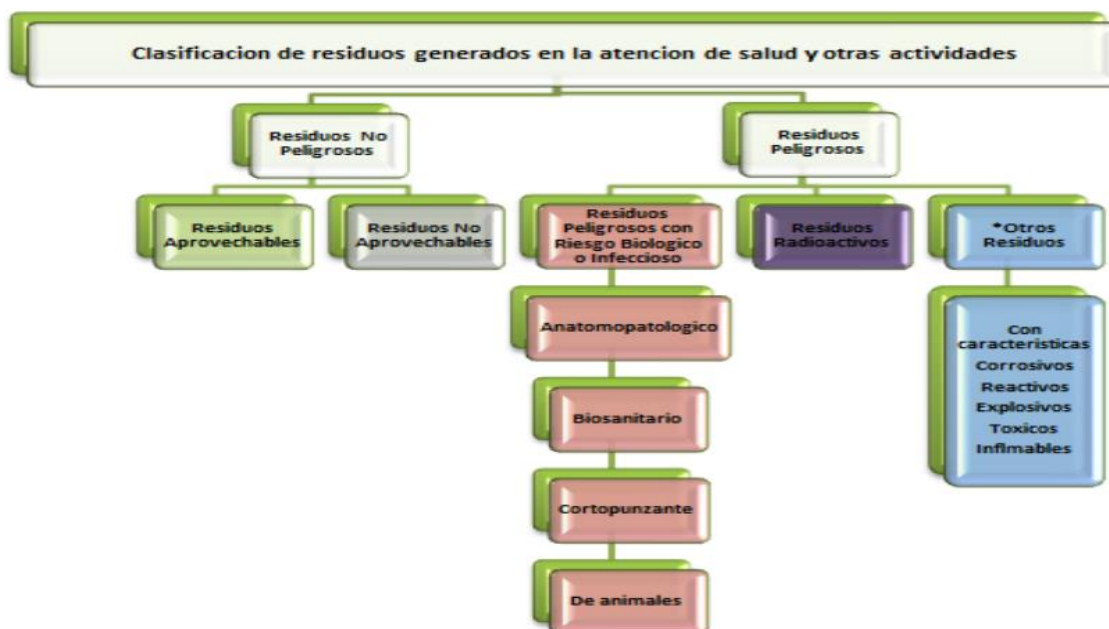 Clasificacion de residuos generados en la atencion de salud y otras actividades
Residuos No
Peligrosos
Residuos
Peligrosos
Residuos
Aprovechables
Residuos No
Aprovechables
Residuos
Peligrosos con
Riesgo Biologico
o Infeccioso
Residuos
Radioactivos
*Otros
Residuos
Anatomopatologico
Biosanitario
Cortopunzante
De animales
Con
caracteristicas
Corrosivos
Reactivos
Explosivos
Toxicos
Infimables